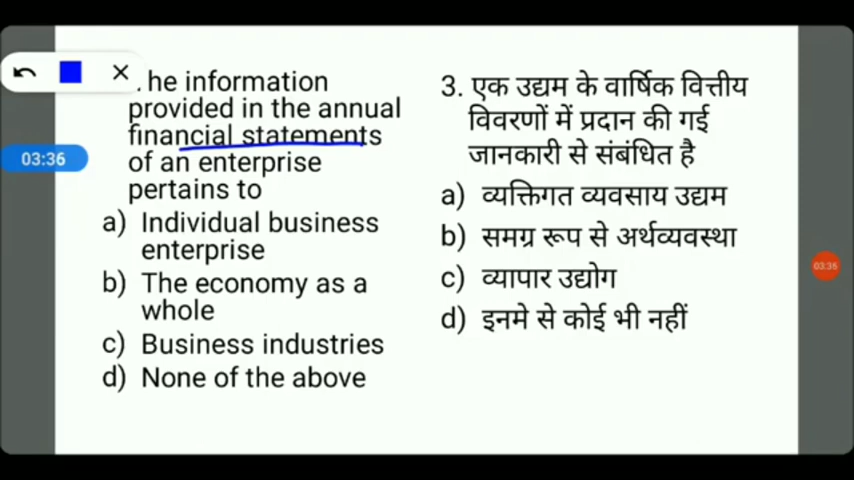 he information
provided in the annual
financial statements
of an enterprise
pertains to
a) Individual business
enterprise
b) The economy as a
whole
c) Business industries
d) None of the above
3. एक उद्यम के वार्षिक वित्तीय
विवरणों में प्रदान की गई
जानकारी से संबंधित है
a) व्यक्तिगत व्यवसाय उद्यम
b) समग्र रूप से अर्थव्यवस्था
c) व्यापार उद्योग
d) इनमे से कोई भी नहीं
03:36
03:36